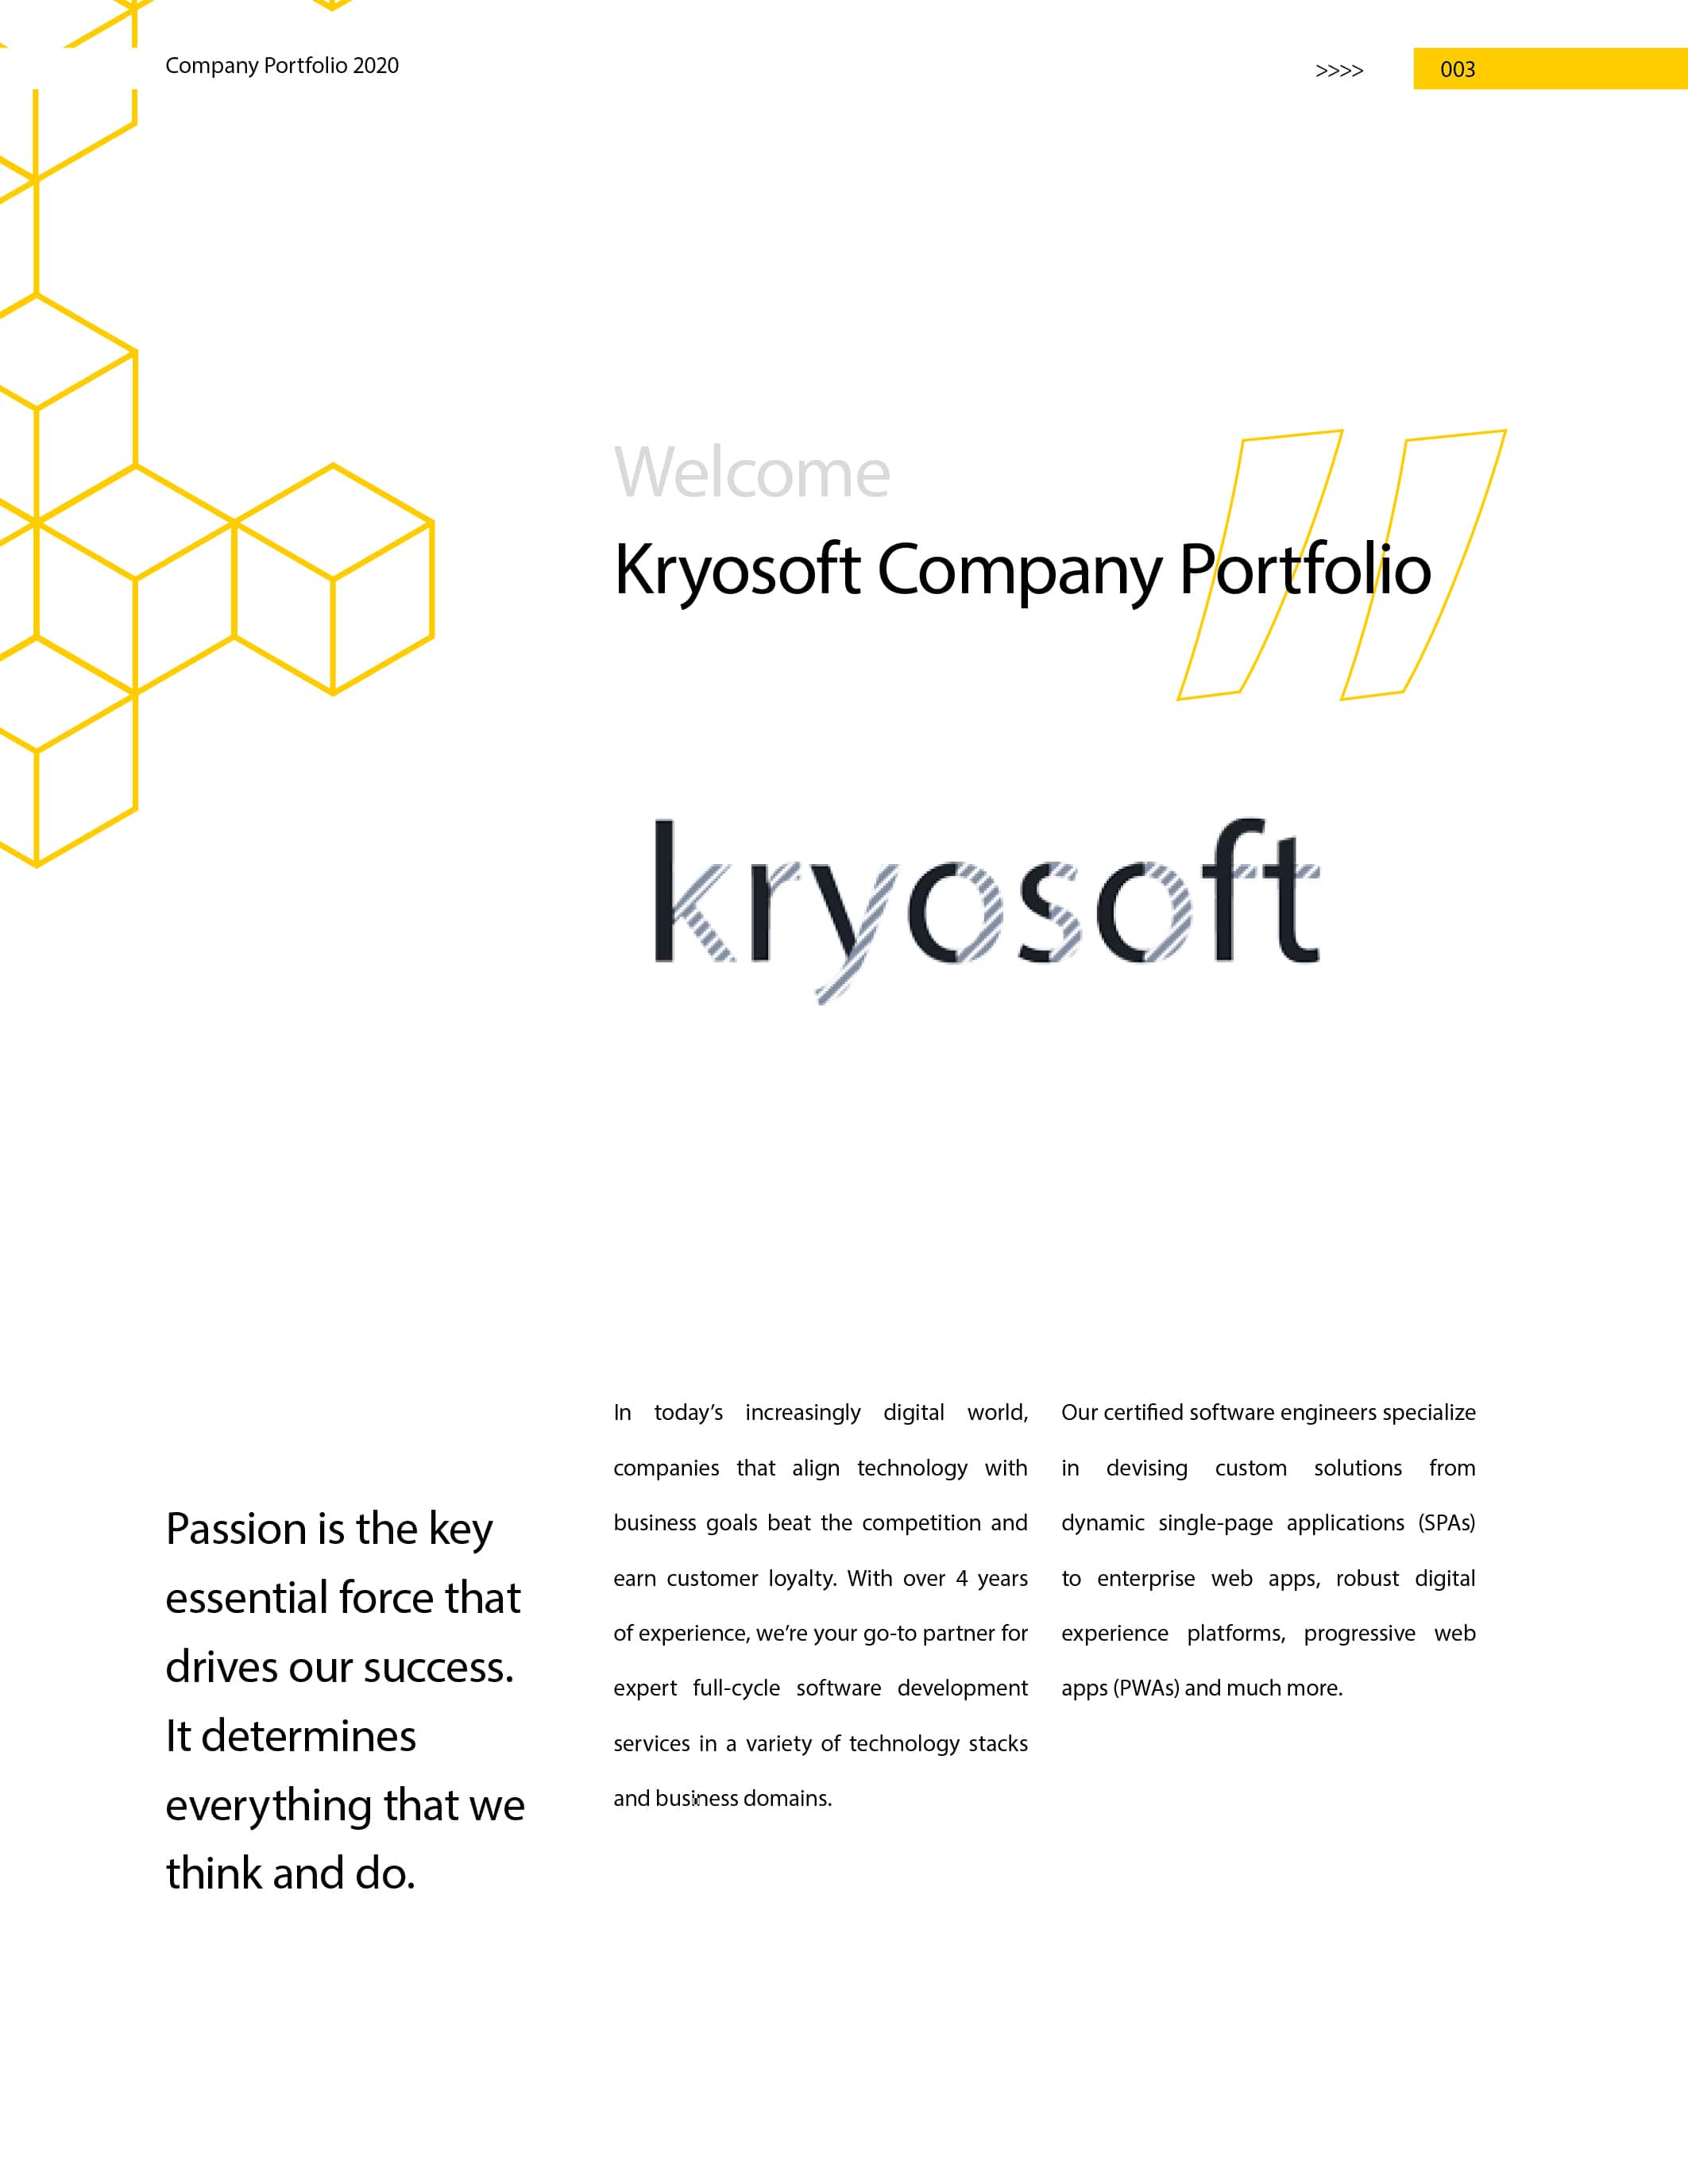 Company Portfolio 2020
>>>> 003
Welcome
Kryosoft Company Portfolio
kryosoft
Passion is the key
essential force that
drives our success.
It determines
everything that we
think and do.
In today’s increasingly digital world,
companies that align technology with
business goals beat the competition and
earn customer loyalty. With over 4 years
of experience, we’re your go-to partner for
expert full-cycle software development
services in a variety of technology stacks
and business domains.
Our certified software engineers specialize
in devising custom solutions from
dynamic single-page applications (SPAs)
to enterprise web apps, robust digital
experience platforms, progressive web
apps (PWAs) and much more.